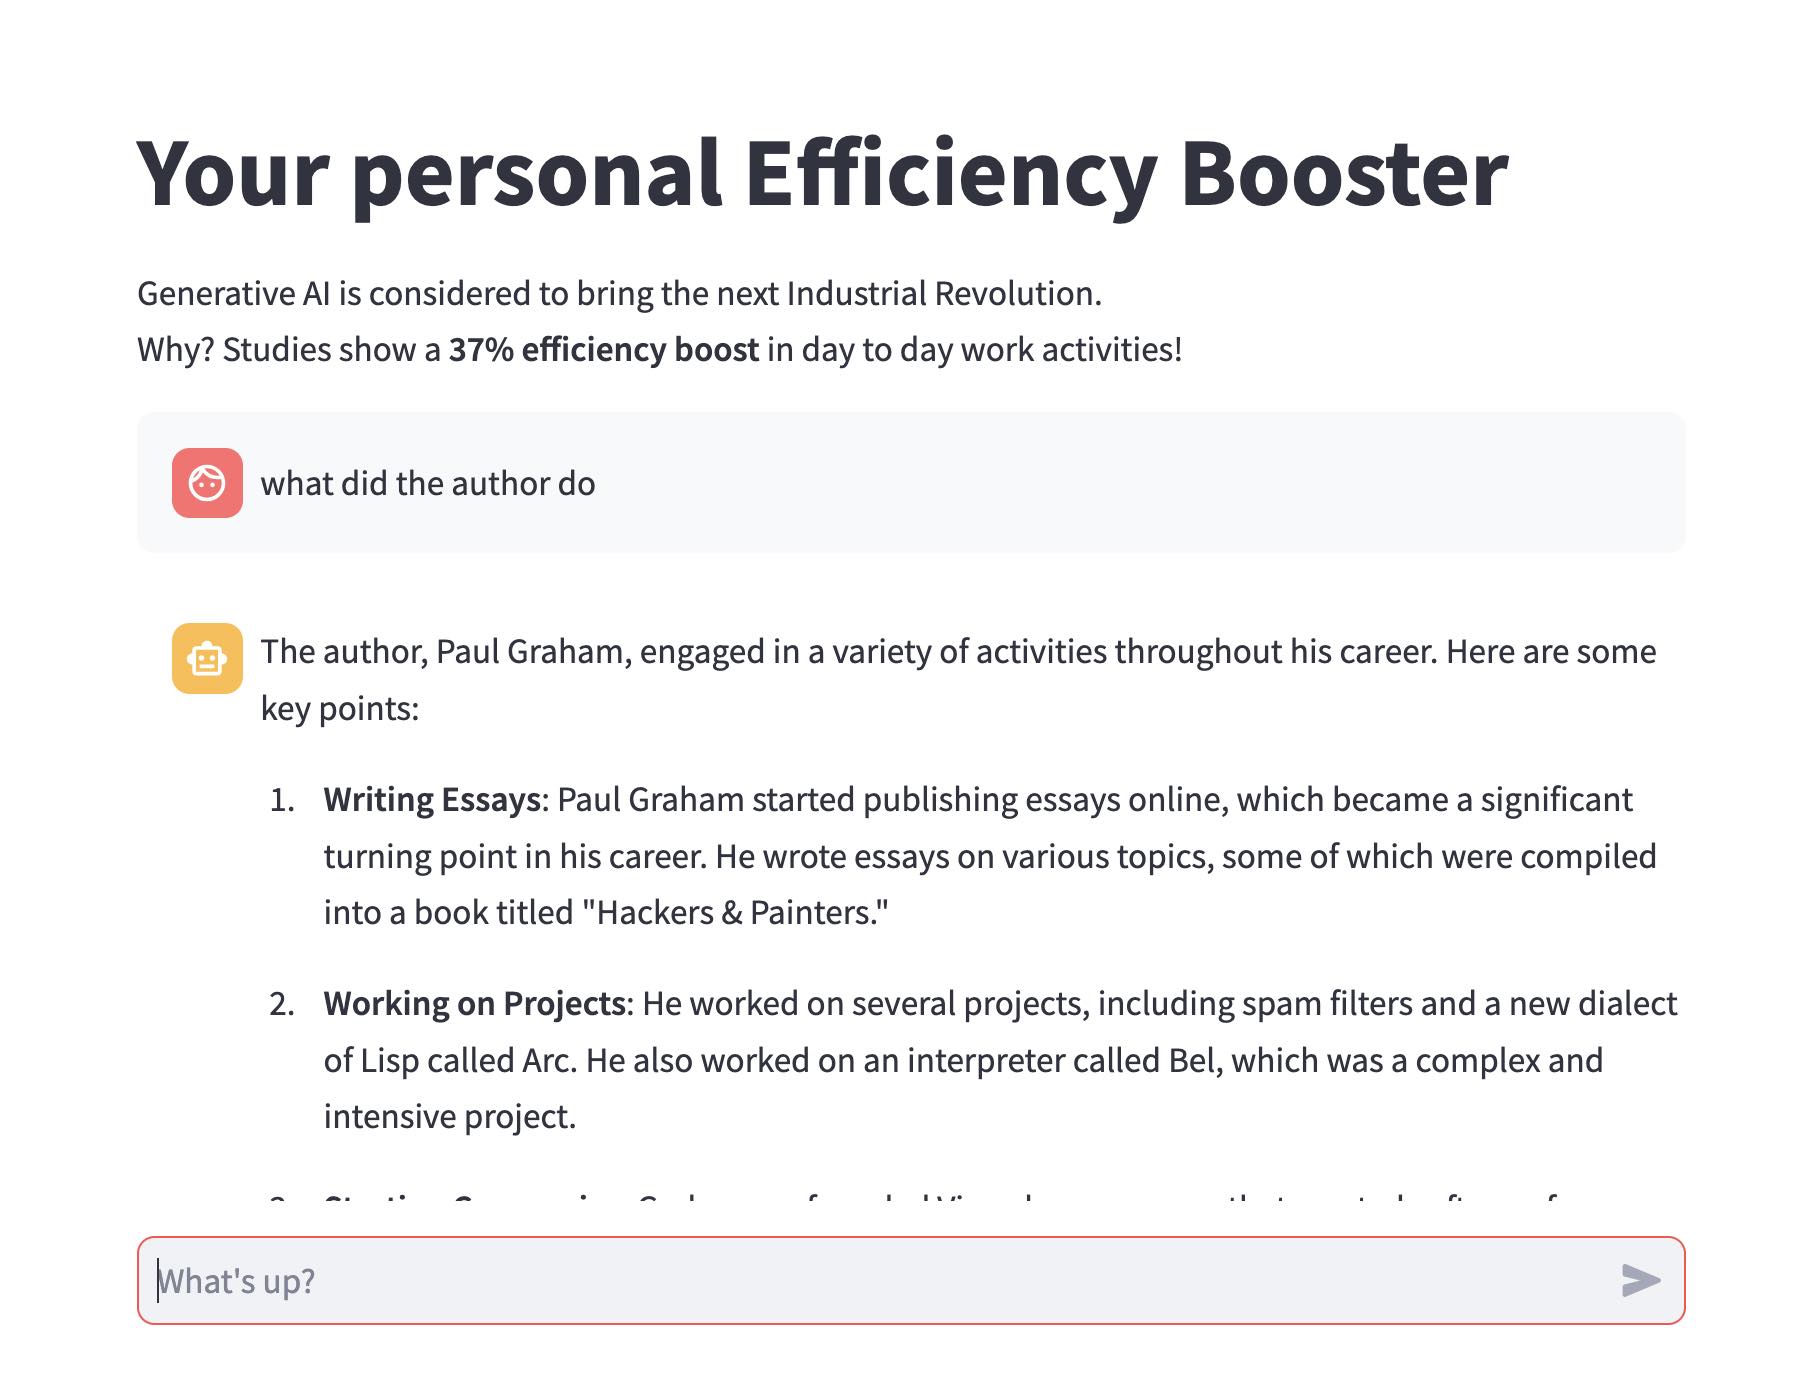 Your personal Efficiency Booster
Generative AI is considered to bring the next Industrial Revolution.
Why? Studies show a 37% efficiency boost in day to day work activities!
what did the author do
The author, Paul Graham, engaged in a variety of activities throughout his career. Here are some
key points:
1. Writing Essays: Paul Graham started publishing essays online, which became a significant
turning point in his career. He wrote essays on various topics, some of which were compiled
into a book titled "Hackers & Painters."
2. Working on Projects: He worked on several projects, including spam filters and a new dialect
of Lisp called Arc. He also worked on an interpreter called Bel, which was a complex and
intensive project.
What's up?